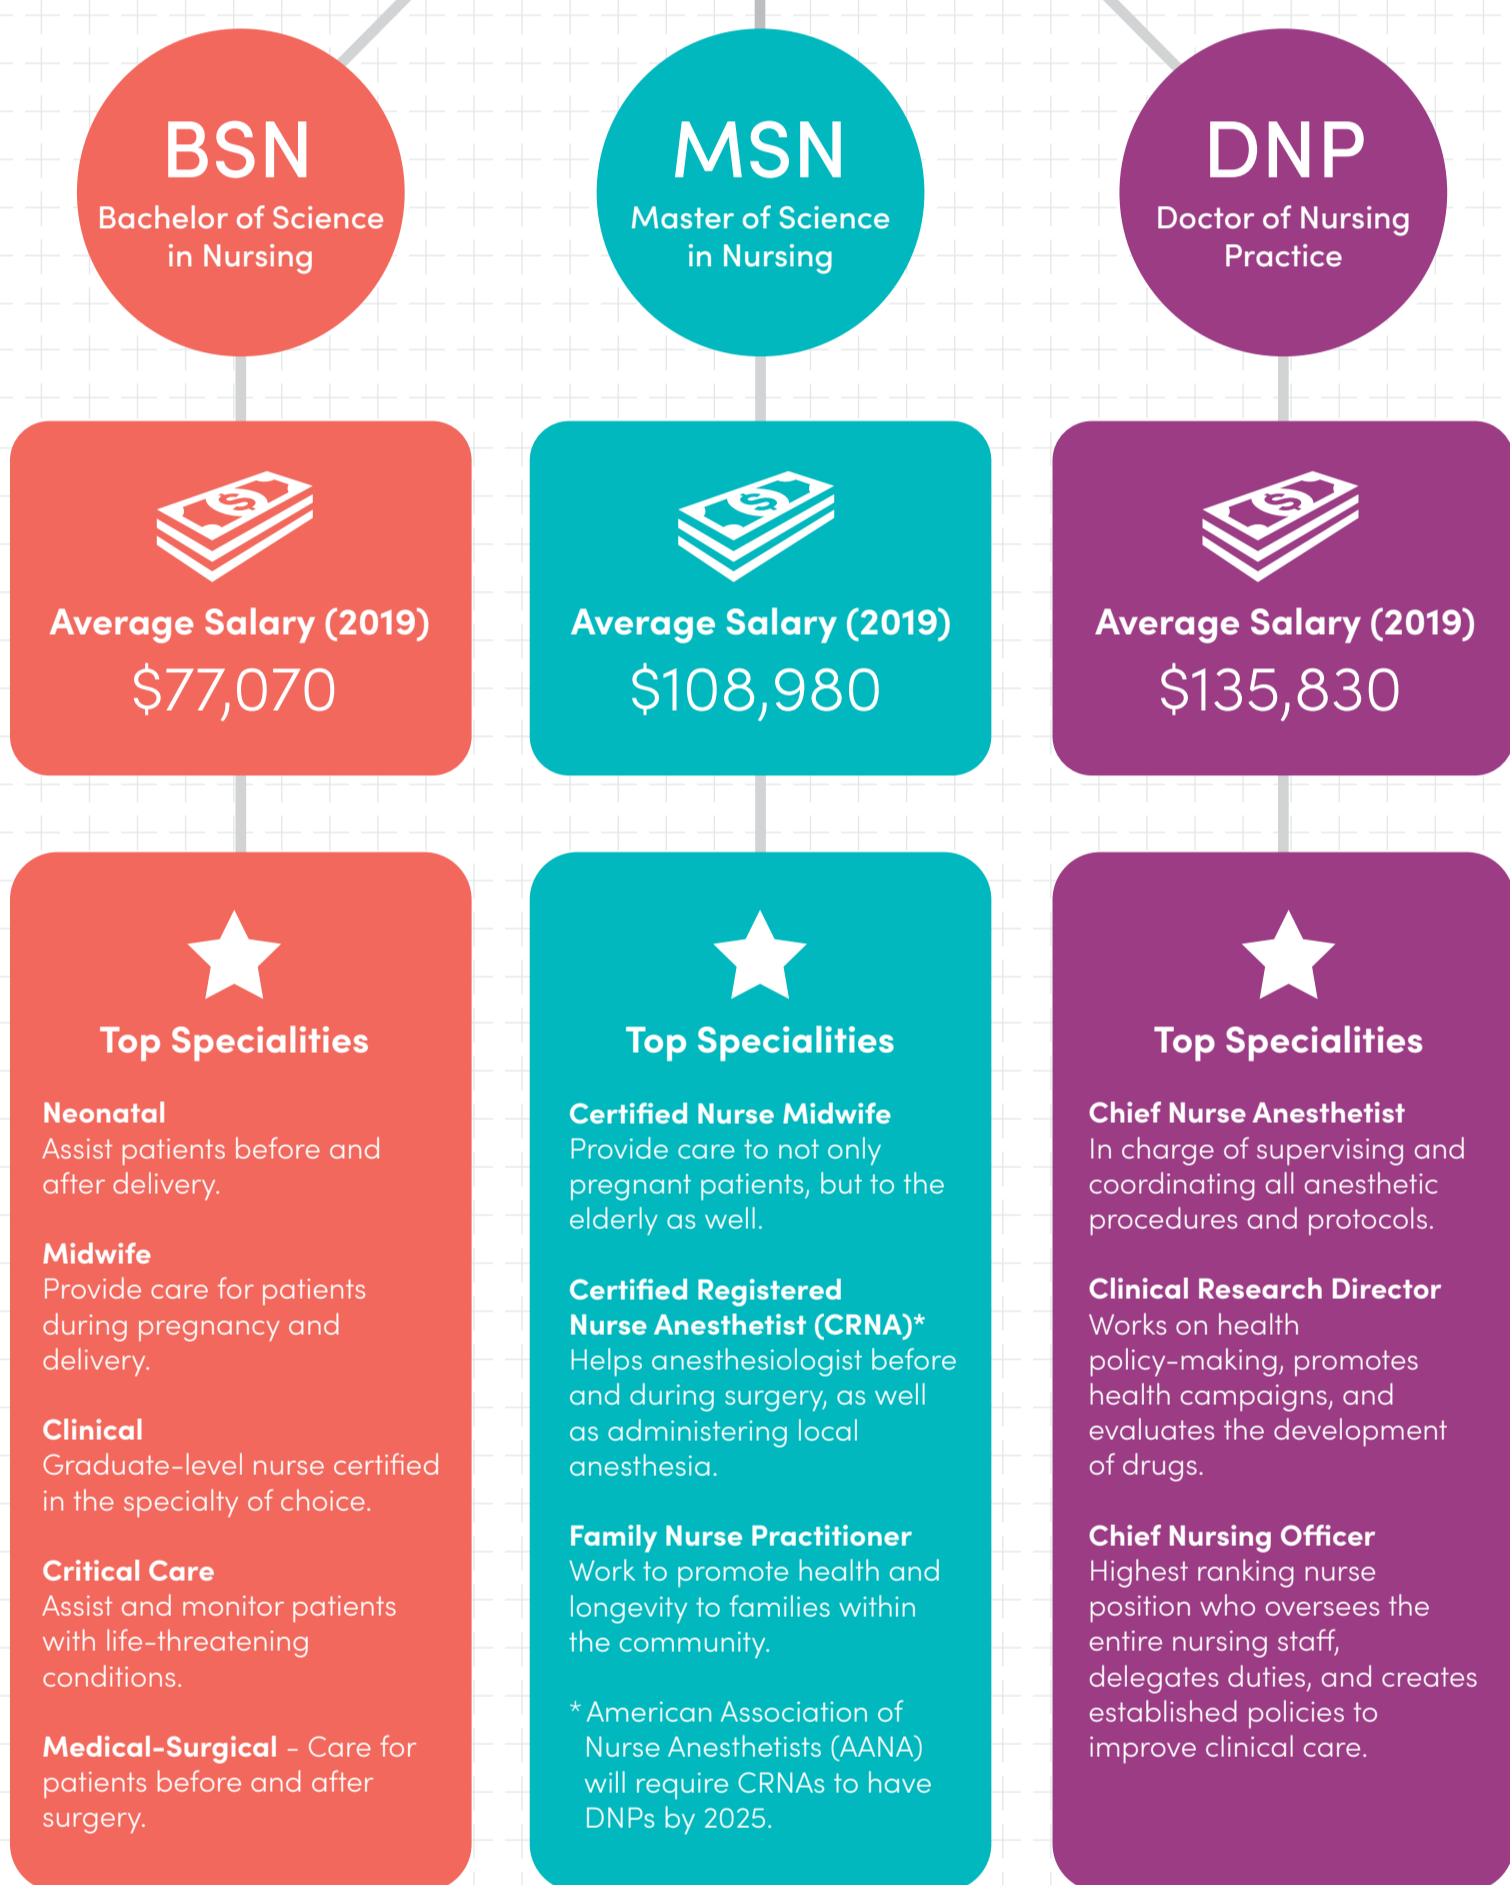 BSN
Bachelor of Science
in Nursing
Average Salary (2019)
$77,070
Top Specialities
Neonatal
Assist patients before and
after delivery.
Midwife
Provide care for patients
during pregnancy and
delivery.
Clinical
Graduate-level nurse certified
in the specialty of choice.
Critical Care
Assist and monitor patients
with life-threatening
conditions.
Medical-Surgical - Care for
patients before and after
surgery.
MSN
Master of Science
in Nursing
Average Salary (2019)
$108,980
Top Specialities
Certified Nurse Midwife
Provide care to not only
pregnant patients, but to the
elderly as well.
Certified Registered
Nurse Anesthetist (CRNA)*
Helps anesthesiologist before
and during surgery, as well
as administering local
anesthesia.
Family Nurse Practitioner
Work to promote health and
longevity to families within
the community.
* American Association of
Nurse Anesthetists (AANA)
will require CRNAs to have
DNPs by 2025.
DNP
Doctor of Nursing
Practice
Average Salary (2019)
$135,830
Top Specialities
Chief Nurse Anesthetist
In charge of supervising and
coordinating all anesthetic
procedures and protocols.
Clinical Research Director
Works on health
policy-making, promotes
health campaigns, and
evaluates the development
of drugs.
Chief Nursing Officer
Highest ranking nurse
position who oversees the
entire nursing staff,
delegates duties, and creates
established policies to
improve clinical care.